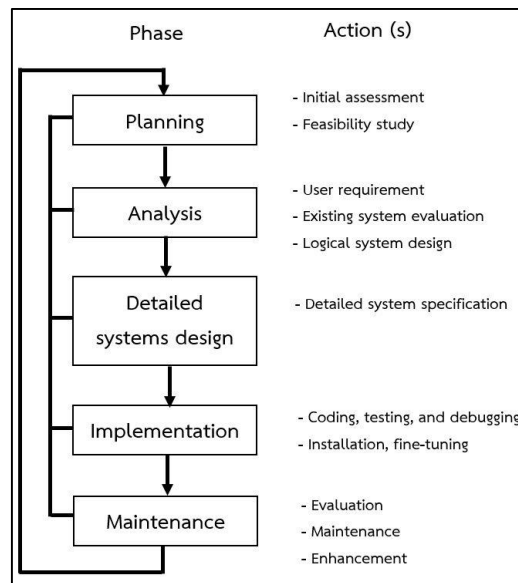 Phase
Action (s)
Planning
- Initial assessment
- Feasibility study
Analysis
- User requirement
- Existing system evaluation
- Logical system design
Detailed
systems design
- Detailed system specification
Implementation
- Coding, testing, and debugging
- Installation, fine-tuning
Maintenance
- Evaluation
- Maintenance
- Enhancement